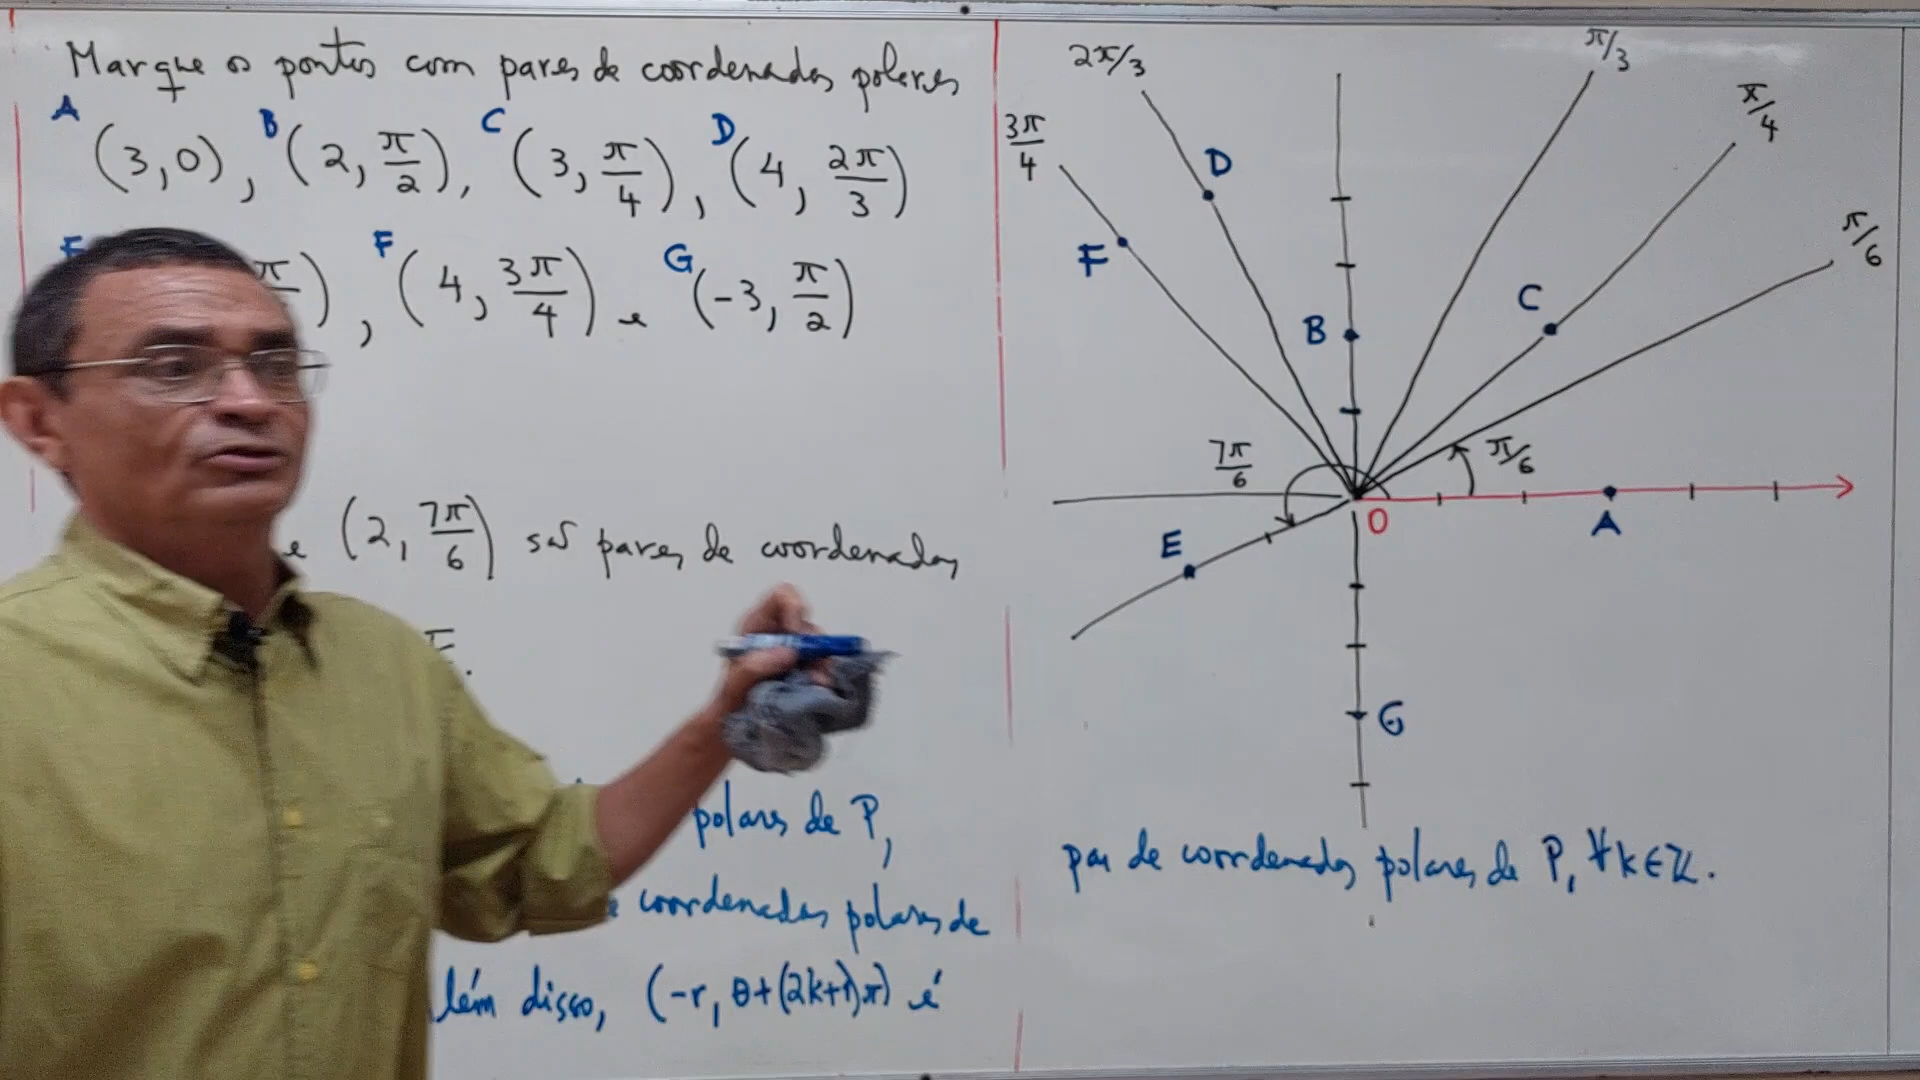 Marque os pontos com pares de coordenadas polares
A (3,0), B (2, π/2), C (3, π/4), D (4, 2π/3)
E π ), F (4, 3π/4) e G (-3, π/2)
e (2, 7π/6) são pares de coordenadas
E.
polares de P,
coordenadas polares de
lém disso, (-r, θ+(2k+1)π) é
2π/3
π/3
3π/4
π/4
D
π/6
F
C
B
7π/6
π/6
O
A
E
G
par de coordenadas polares de P, ∀k∈ℤ.